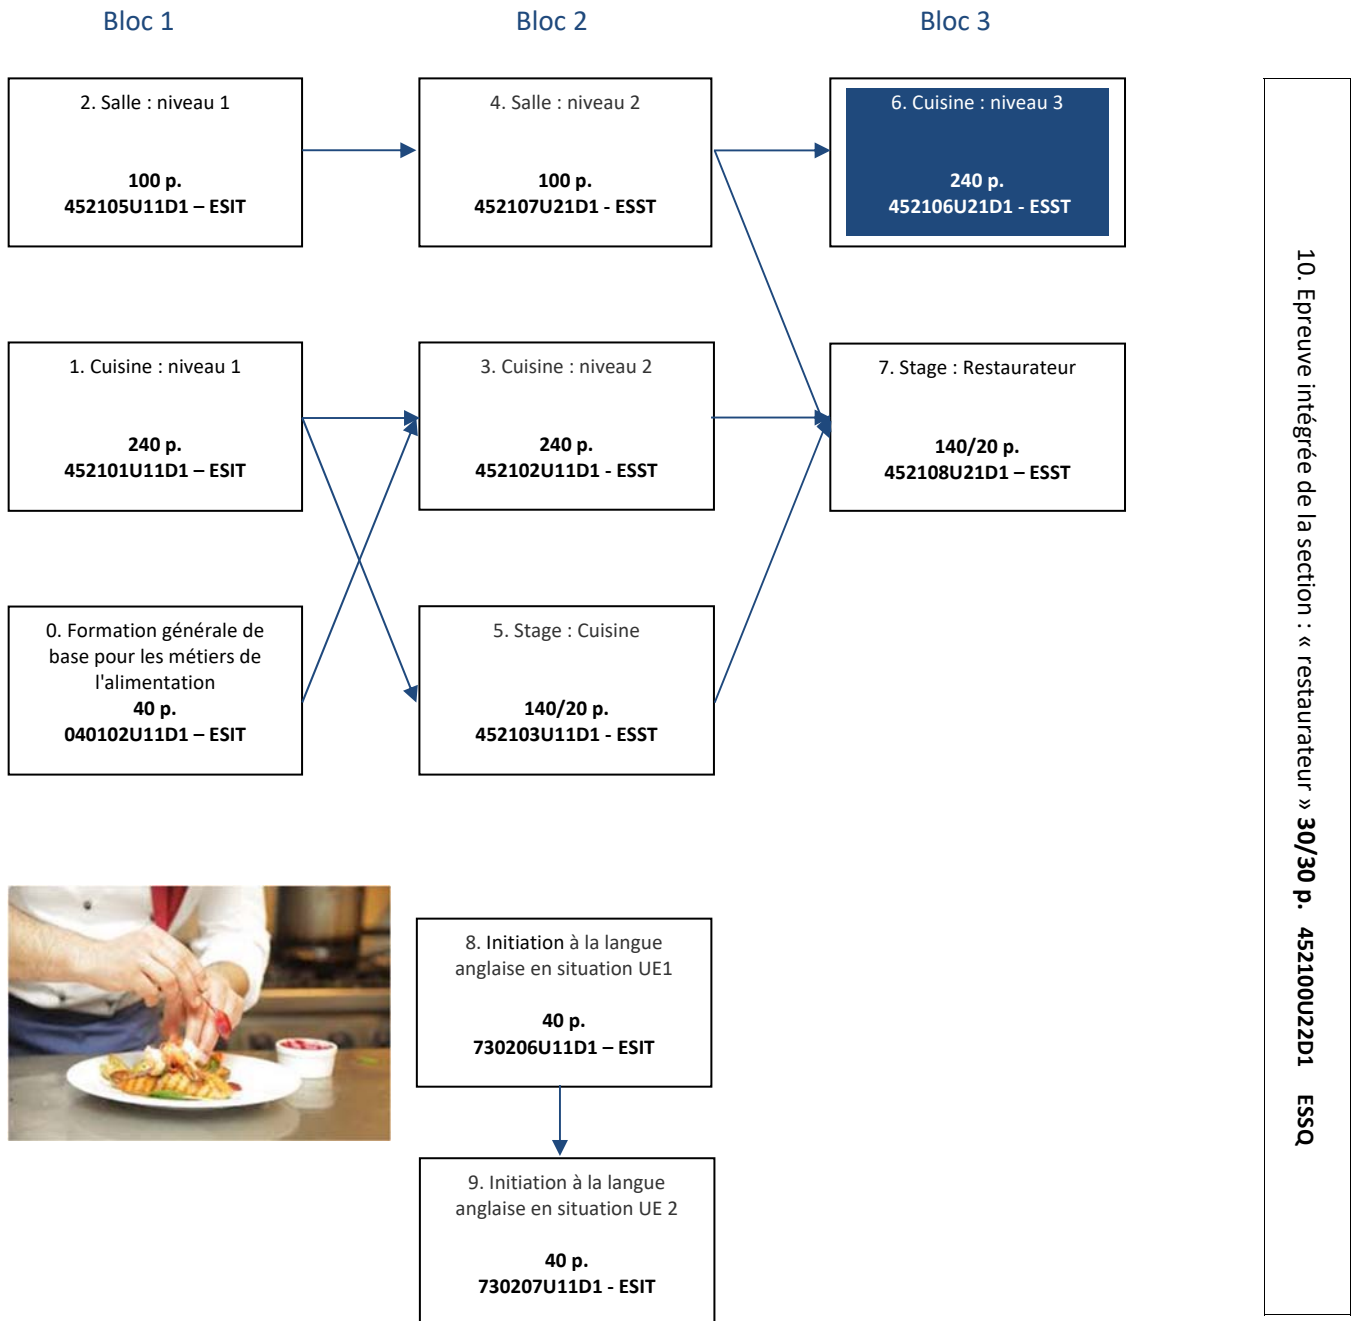 Bloc 1
Bloc 2
Bloc 3
2. Salle : niveau 1
100 p.
452105U11D1 – ESIT
4. Salle : niveau 2
100 p.
452107U21D1 - ESST
6. Cuisine : niveau 3
240 p.
452106U21D1 - ESST
1. Cuisine : niveau 1
240 p.
452101U11D1 – ESIT
3. Cuisine : niveau 2
240 p.
452102U11D1 - ESST
7. Stage : Restaurateur
140/20 p.
452108U21D1 – ESST
0. Formation générale de
base pour les métiers de
l'alimentation
40 p.
040102U11D1 – ESIT
5. Stage : Cuisine
140/20 p.
452103U11D1 - ESST
8. Initiation à la langue
anglaise en situation UE1
40 p.
730206U11D1 – ESIT
9. Initiation à la langue
anglaise en situation UE 2
40 p.
730207U11D1 - ESIT
10. Epreuve intégrée de la section : « restaurateur » 30/30 p. 452100U22D1 ESSQ